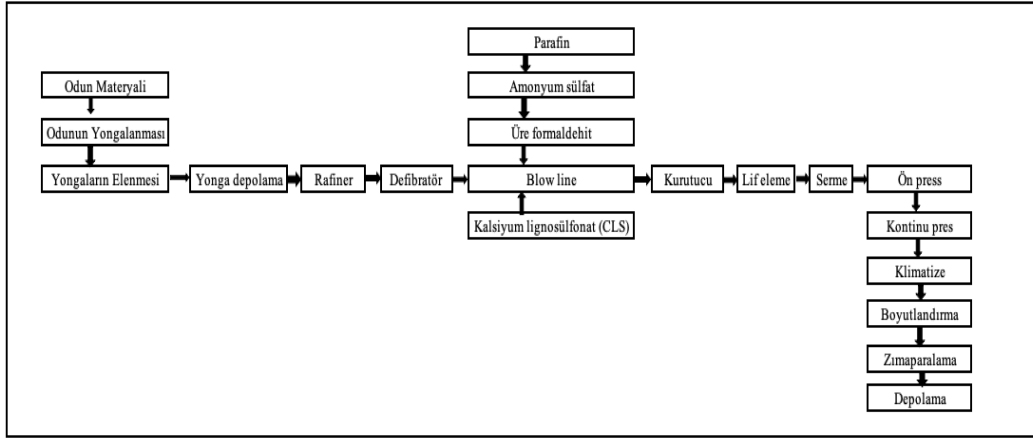 Parafin
Odun Materyali
Amonyum sülfat
Odunun Yongalanması
Üre formaldehit
Yongaların Elenmesi
Yonga depolama
Rafiner
Defibratör
Blow line
Kurutucu
Lif eleme
Serme
Ön press
Kalsiyum lignosülfonat (CLS)
Kontinu pres
Klimatize
Boyutlandırma
Zımaparalama
Depolama